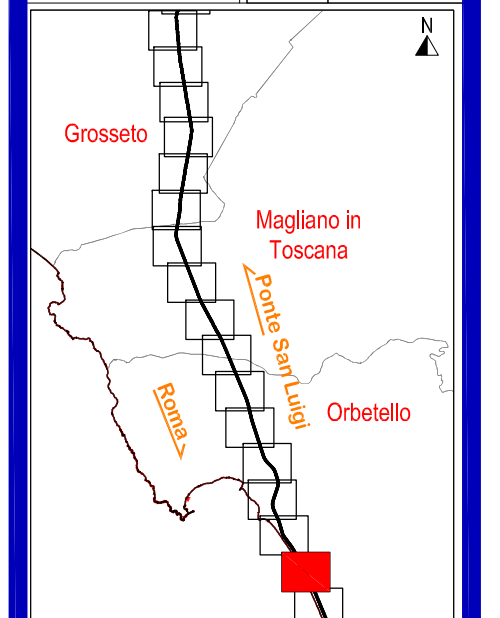 N
Grosseto
Magliano in
Toscana
Ponte San Luigi
Roma
Orbetello